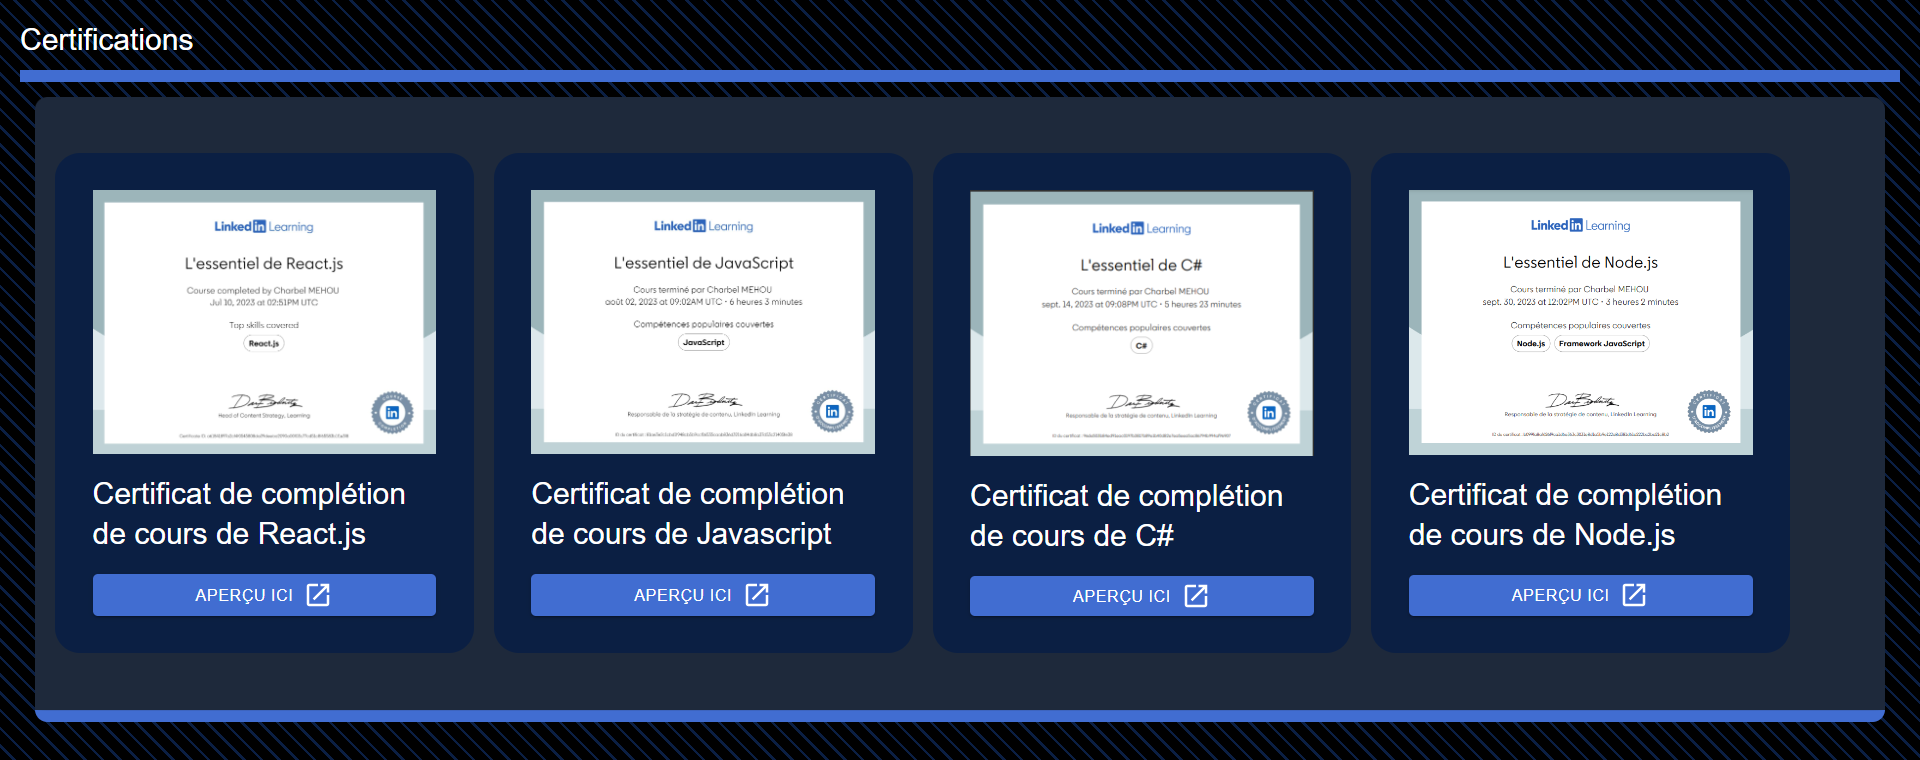 Certifications
Linked in Learning
L'essentiel de React.js
Course completed by Charbel MEHOU
Jul 10, 2023 at 02:51PM UTC
Top skills covered
React.js
Head of Content Strategy, Learning
Certificat de complétion
de cours de React.js
APERÇU ICI
Linked in Learning
L'essentiel de JavaScript
Cours terminé par Charbel MEHOU
août 02, 2023 at 09:02AM UTC • 6 heures 3 minutes
Compétences populaires couvertes
JavaScript
Responsable de la stratégie de contenu, LinkedIn Learning
Certificat de complétion
de cours de Javascript
APERÇU ICI
Linked in Learning
L'essentiel de C#
Cours terminé par Charbel MEHOU
sept. 14, 2023 at 09:08PM UTC • 5 heures 23 minutes
Compétences populaires couvertes
C#
Responsable de la stratégie de contenu, LinkedIn Learning
Certificat de complétion
de cours de C#
APERÇU ICI
Linked in Learning
L'essentiel de Node.js
Cours terminé par Charbel MEHOU
sept. 30, 2023 at 12:02PM UTC • 3 heures 2 minutes
Compétences populaires couvertes
Node.js Framework JavaScript
Responsable de la stratégie de contenu, LinkedIn Learning
Certificat de complétion
de cours de Node.js
APERÇU ICI